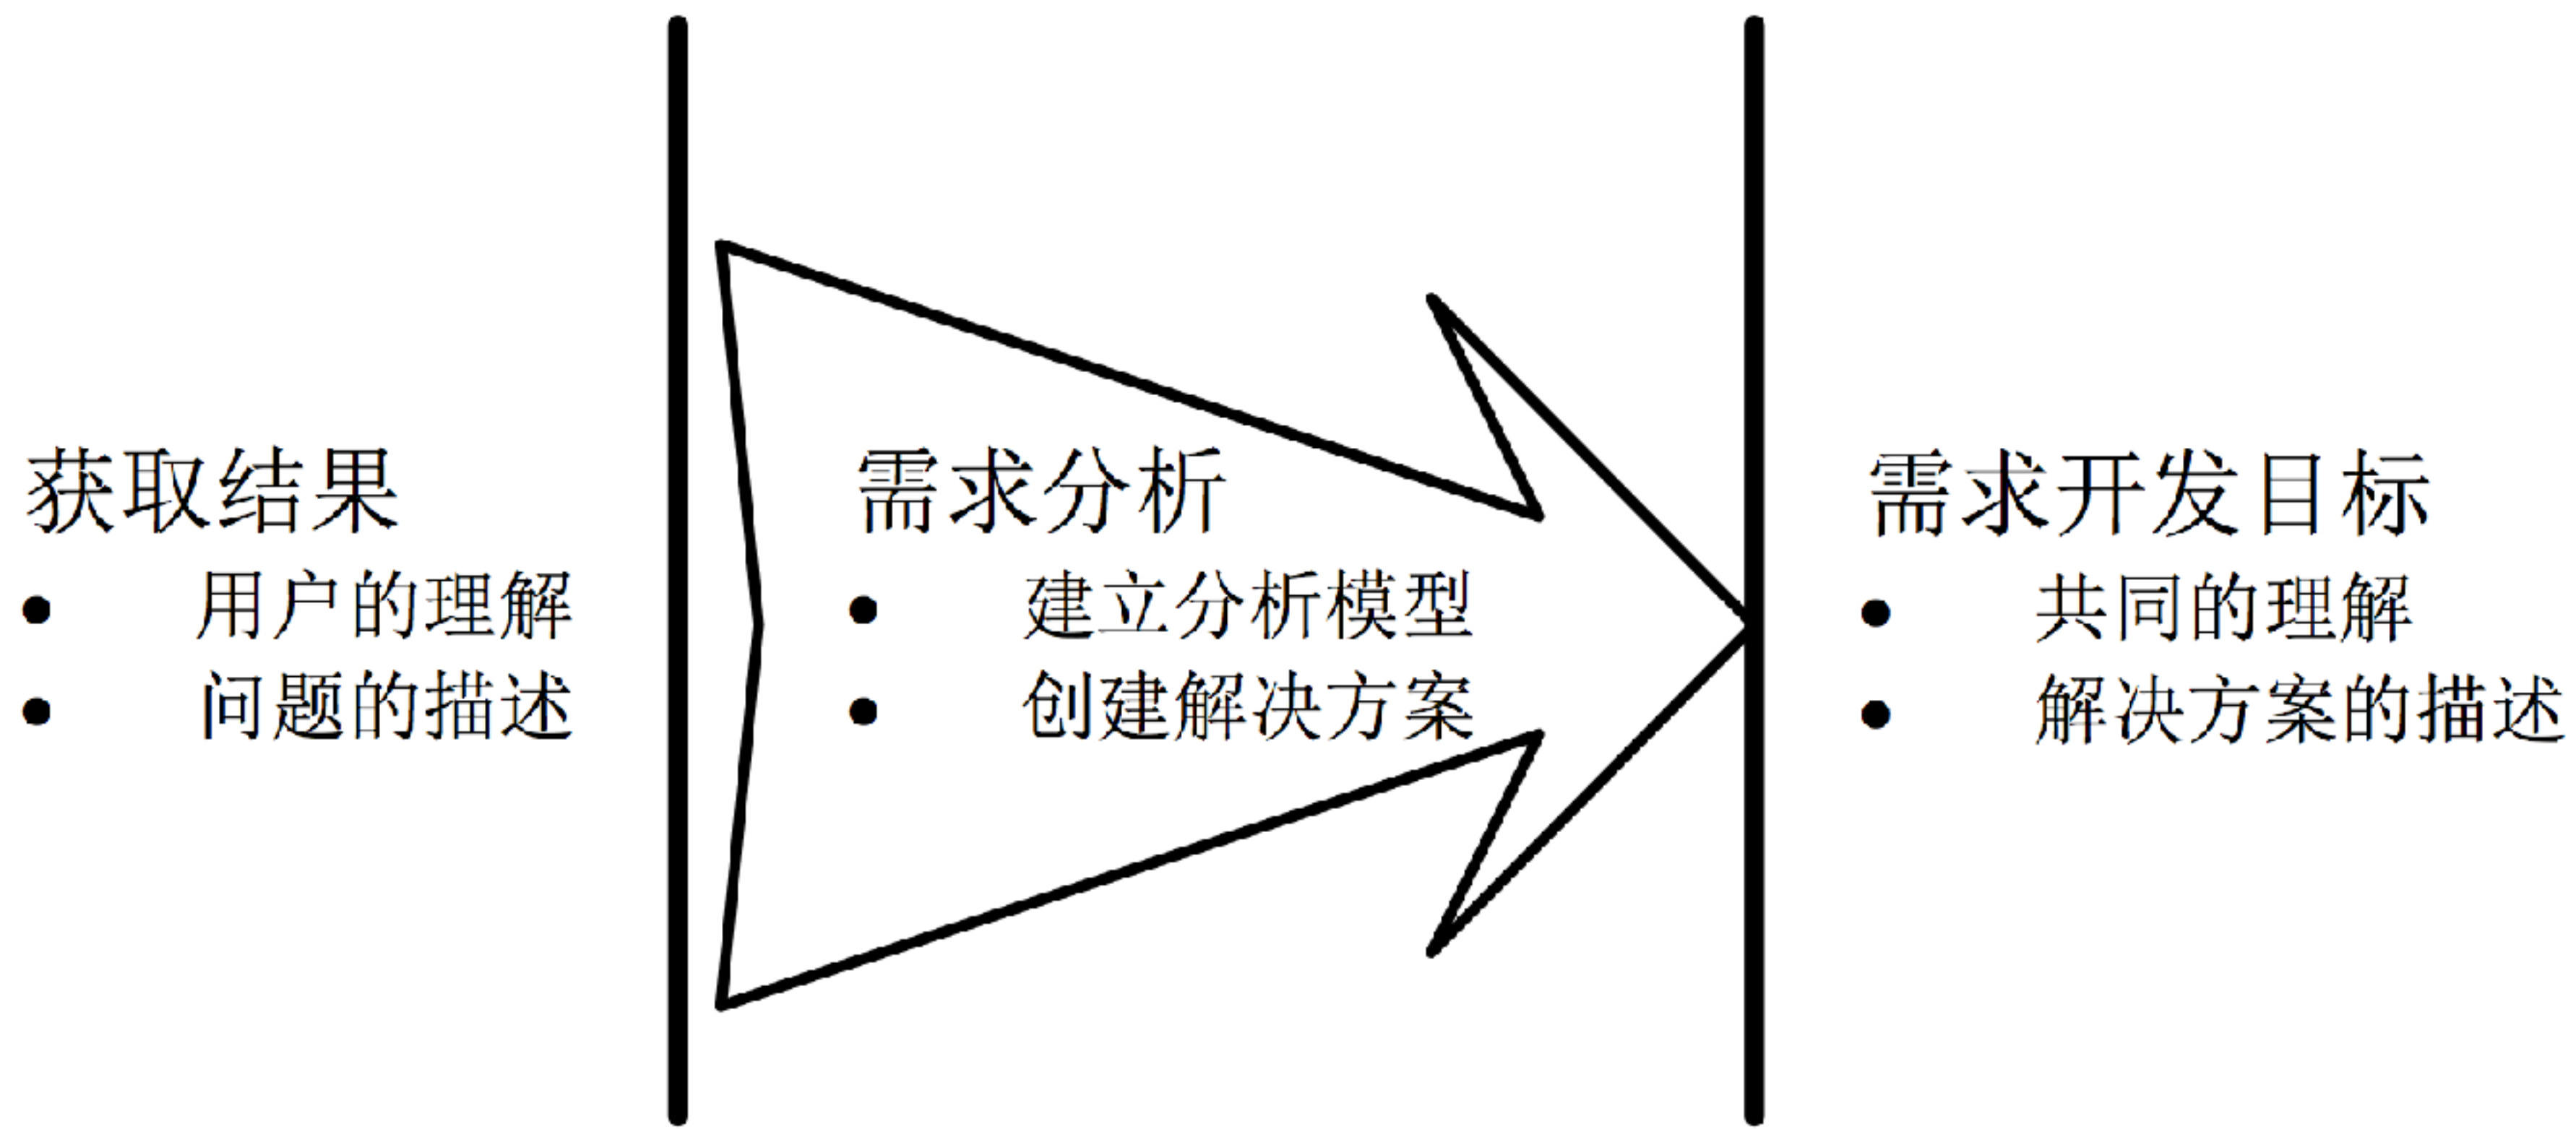 获取结果
● 用户的理解
● 问题的描述
需求分析
● 建立分析模型
● 创建解决方案
需求开发目标
● 共同的理解
● 解决方案的描述